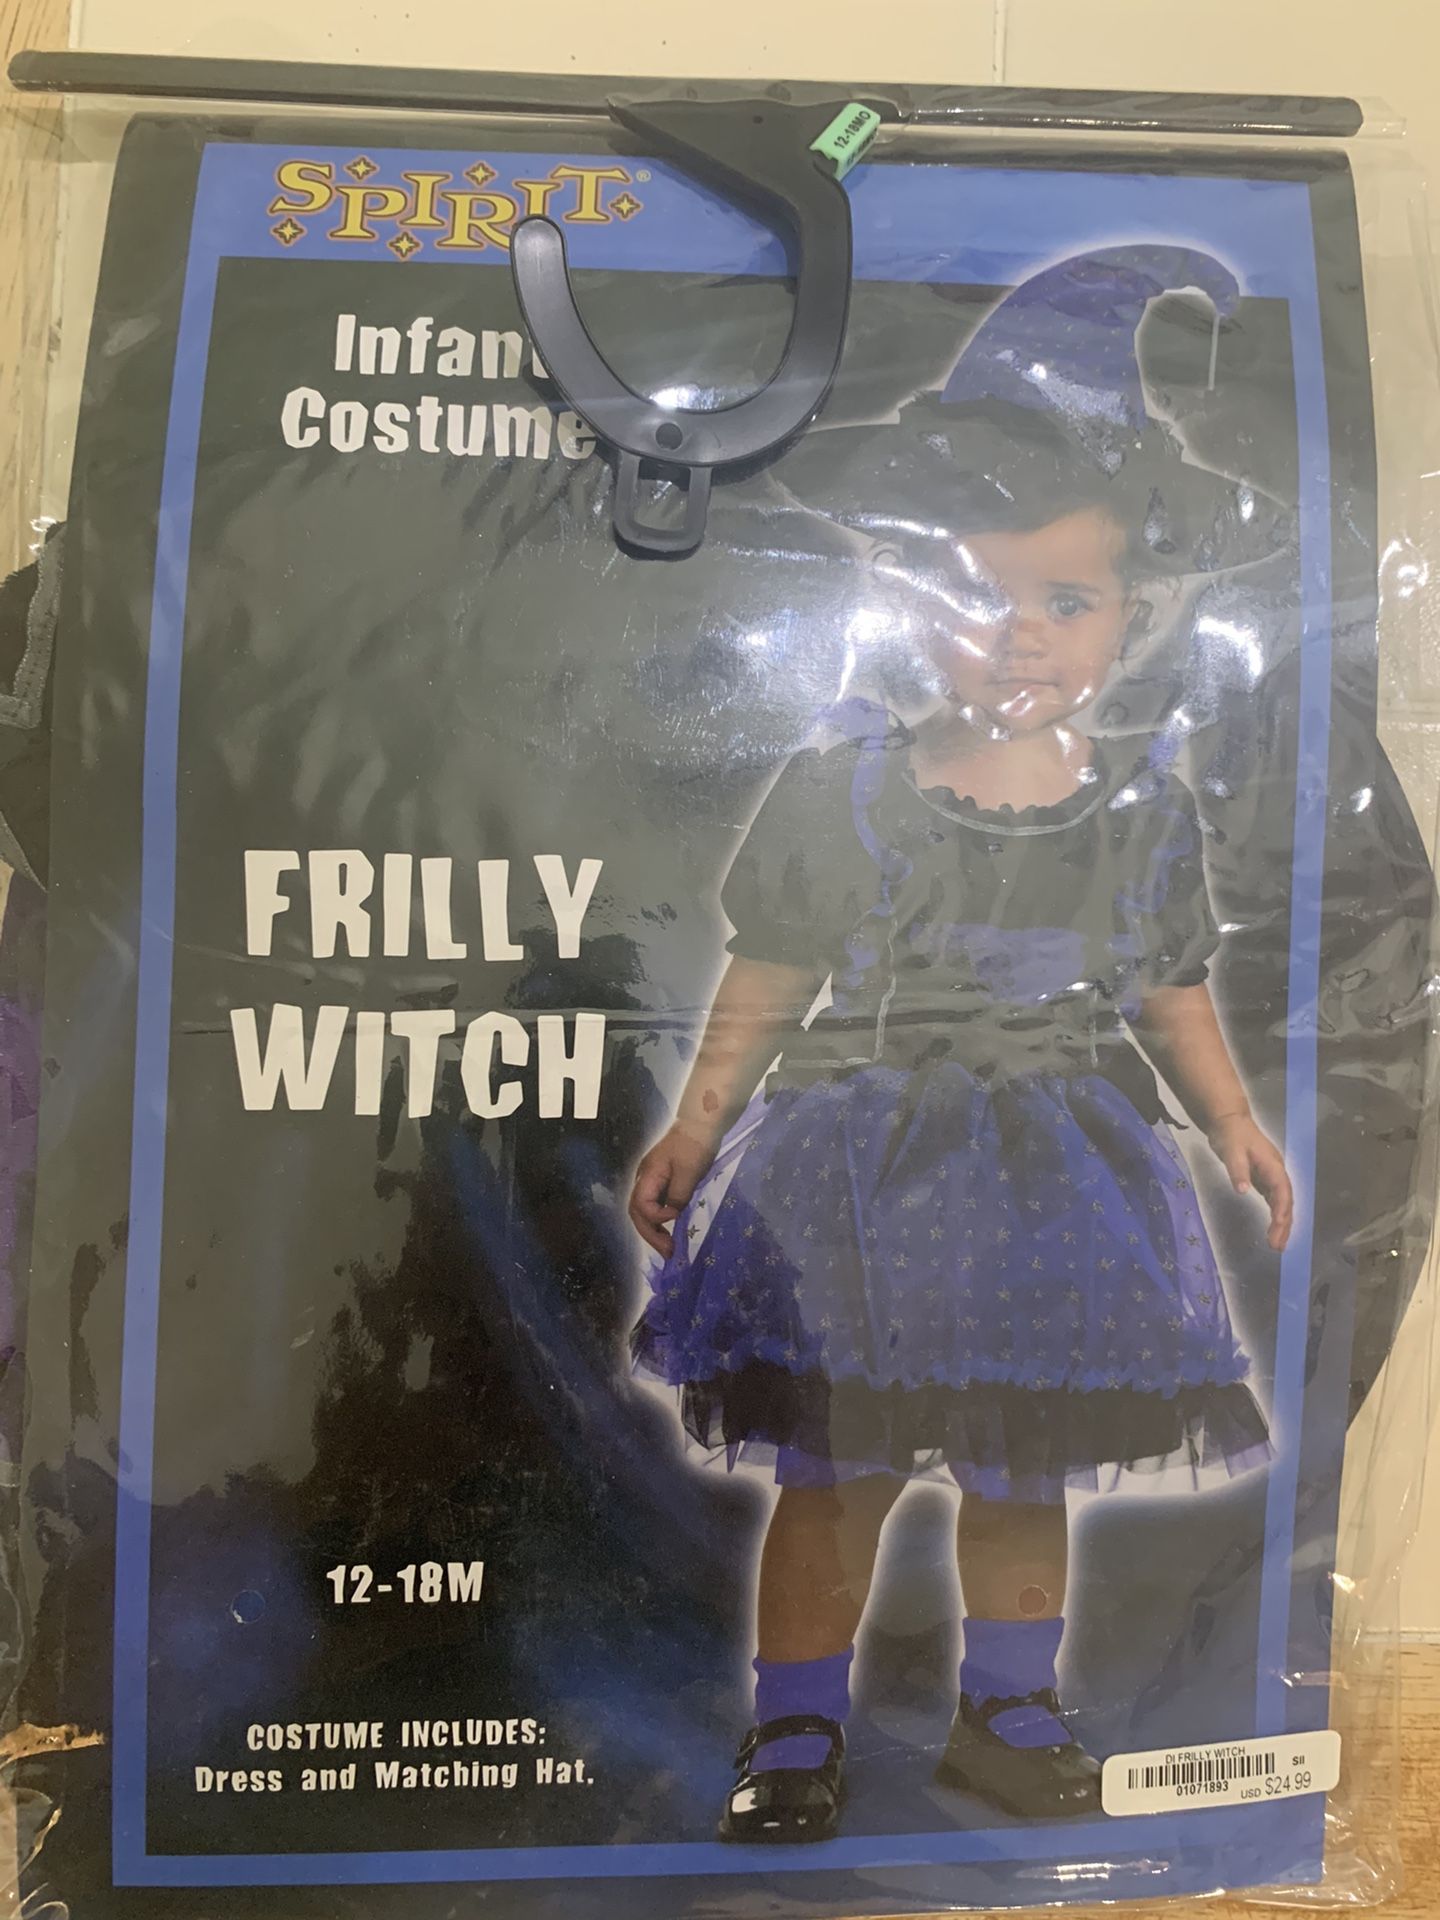 12-18MO
SPIRIT®
Infant
Costume
FRILLY
WITCH
12-18M
COSTUME INCLUDES:
Dress and Matching Hat.
DI FRILLY WITCH
SII
01071893
USD $24.99